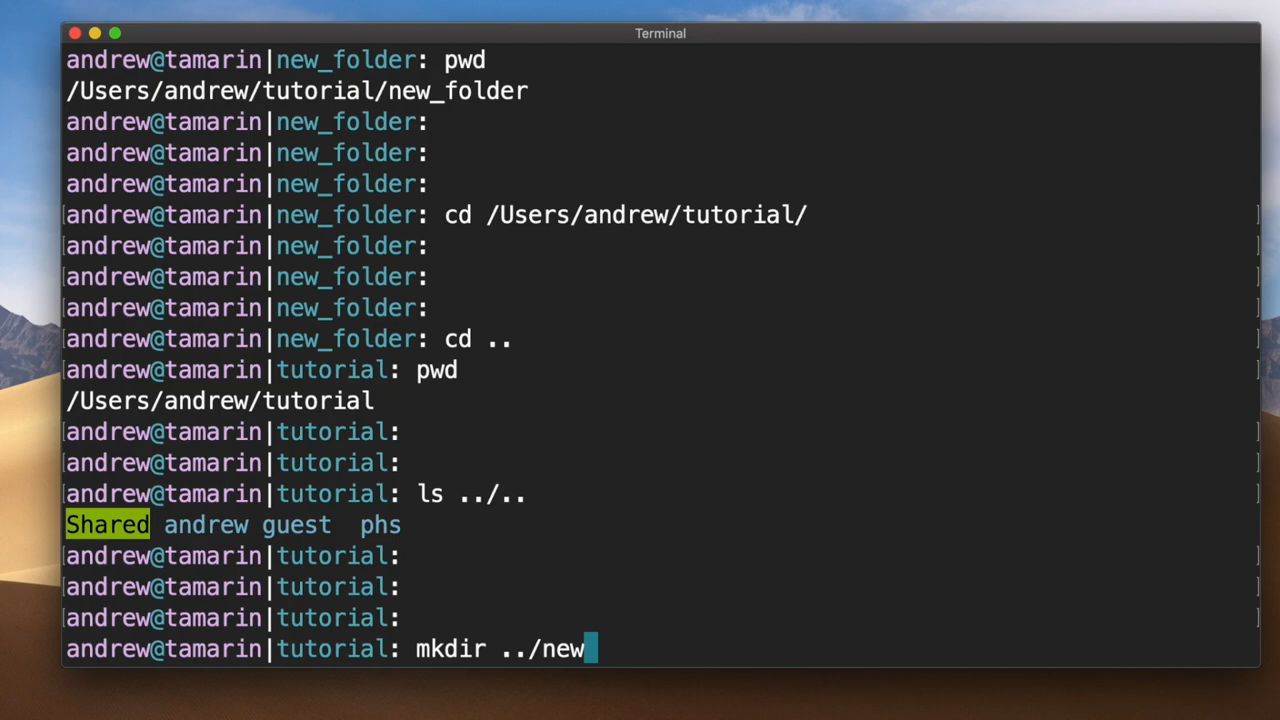 Terminal
andrew@tamarin|new_folder: pwd
/Users/andrew/tutorial/new_folder
andrew@tamarin|new_folder:
andrew@tamarin|new_folder:
andrew@tamarin|new_folder:
andrew@tamarin|new_folder: cd /Users/andrew/tutorial/
andrew@tamarin|new_folder:
andrew@tamarin|new_folder:
andrew@tamarin|new_folder:
andrew@tamarin|new_folder: cd ..
andrew@tamarin|tutorial: pwd
/Users/andrew/tutorial
andrew@tamarin|tutorial:
andrew@tamarin|tutorial:
andrew@tamarin|tutorial: ls ../..
Shared andrew guest  phs
andrew@tamarin|tutorial:
andrew@tamarin|tutorial:
andrew@tamarin|tutorial:
andrew@tamarin|tutorial: mkdir ../new